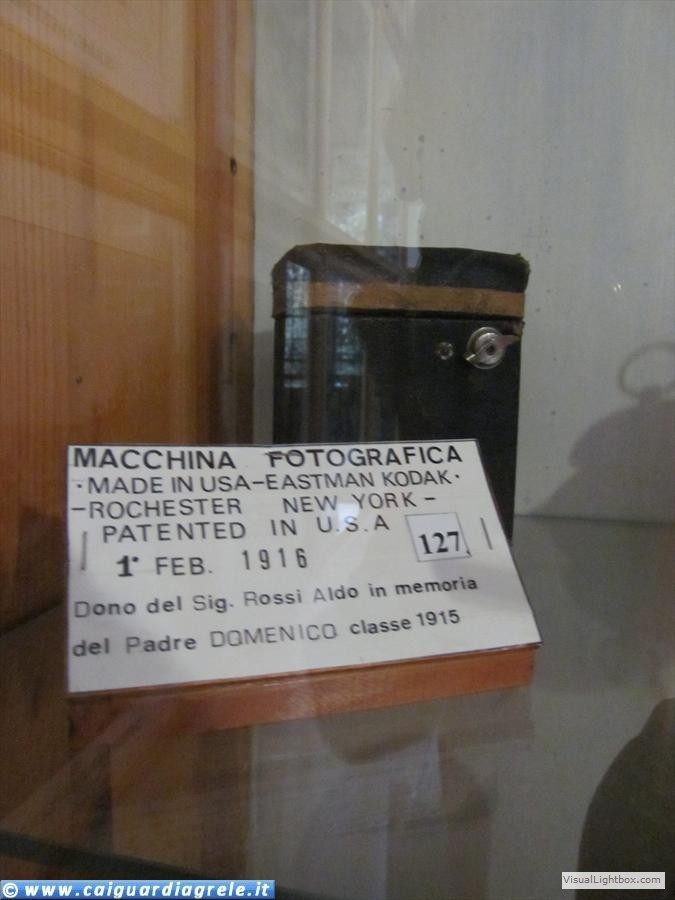 MACCHINA FOTOGRAFICA
·MADE IN USA-EASTMAN KODAK·
-ROCHESTER NEW YORK-
PATENTED IN U.S.A
127
1° FEB. 1916
Dono del Sig. Rossi Aldo in memoria
del Padre DOMENICO classe 1915
© www.caiguardiagrele.it
VisualLightbox.com